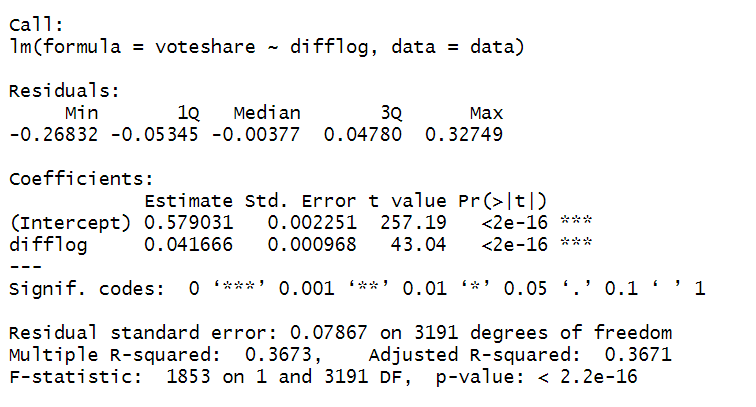 Call:
lm(formula = voteshare ~ difflog, data = data)
Residuals:
Min 1Q Median 3Q Max
-0.26832 -0.05345 -0.00377 0.04780 0.32749
Coefficients:
Estimate Std. Error t value Pr(>|t|)
(Intercept) 0.579031 0.002251 257.19 <2e-16 ***
difflog 0.041666 0.000968 43.04 <2e-16 ***
---
Signif. codes: 0 ‘***’ 0.001 ‘**’ 0.01 ‘*’ 0.05 ‘.’ 0.1 ‘ ’ 1
Residual standard error: 0.07867 on 3191 degrees of freedom
Multiple R-squared: 0.3673, Adjusted R-squared: 0.3671
F-statistic: 1853 on 1 and 3191 DF, p-value: < 2.2e-16